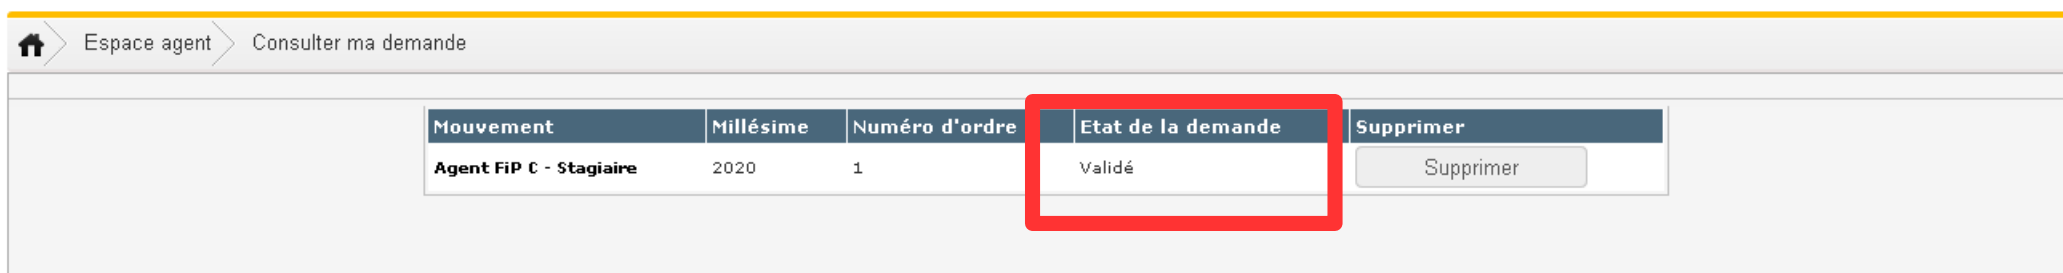 Espace agent Consulter ma demande
Mouvement Millésime Numéro d'ordre Etat de la demande Supprimer
Agent FiP C - Stagiaire 2020 1 Validé Supprimer